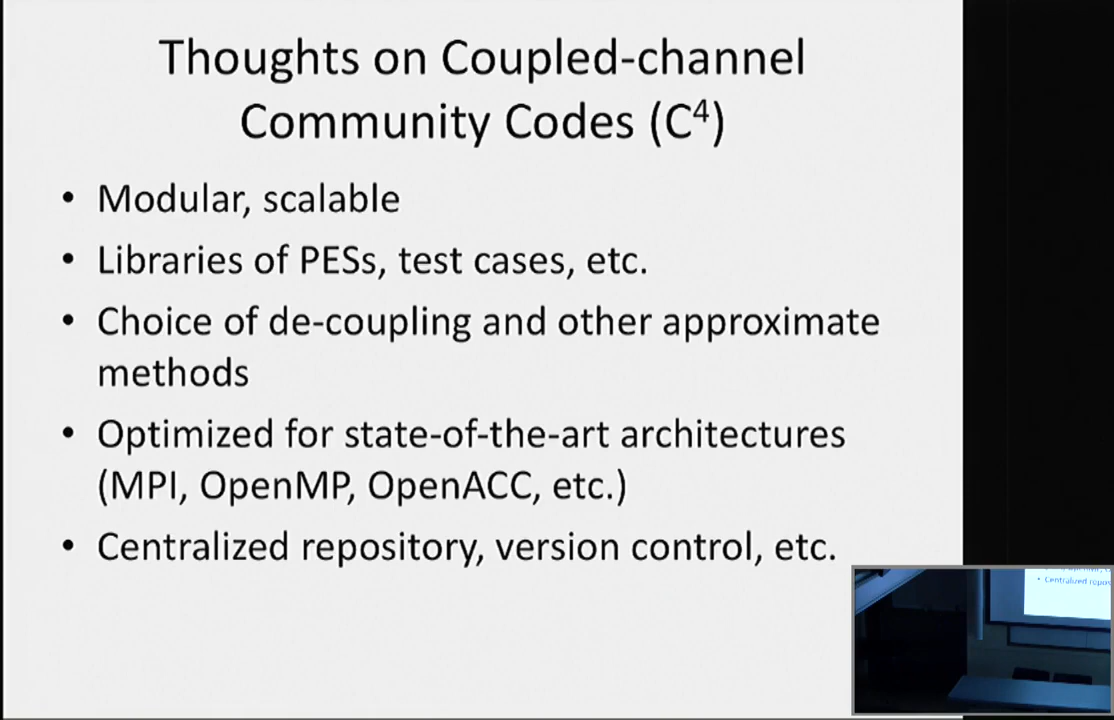 Thoughts on Coupled-channel
Community Codes (C⁴)
• Modular, scalable
• Libraries of PESs, test cases, etc.
• Choice of de-coupling and other approximate
methods
• Optimized for state-of-the-art architectures
(MPI, OpenMP, OpenACC, etc.)
• Centralized repository, version control, etc.
• Centralized repos